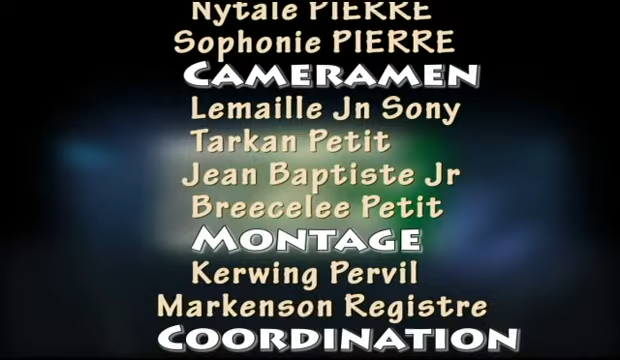 Nytale PIERRE
Sophonie PIERRE
CAMERAMEN
Lemaille Jn Sony
Tarkan Petit
Jean Baptiste Jr
Breecelee Petit
MONTAGE
Kerwing Pervil
Markenson Registre
COORDINATION